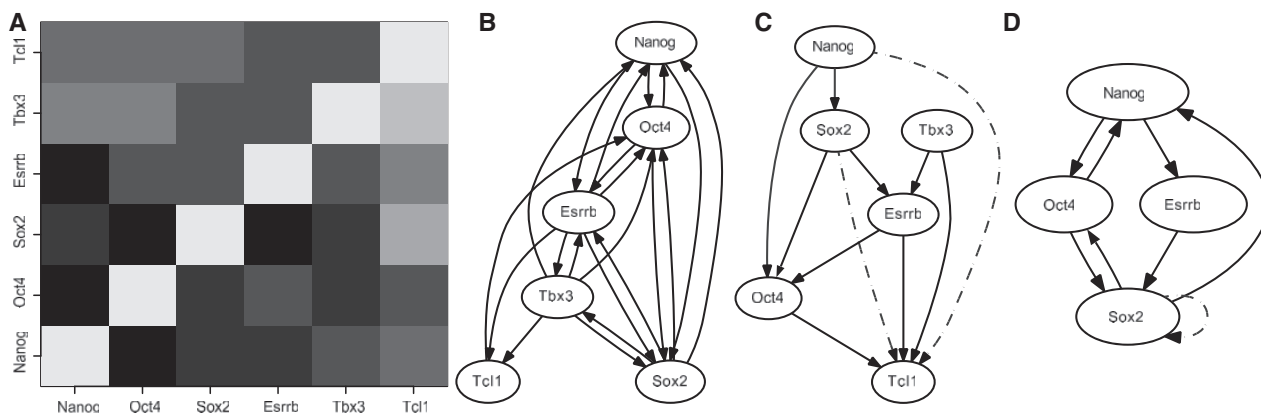 A
Tcl1
Tbx3
Esrrb
Sox2
Oct4
Nanog
Nanog Oct4 Sox2 Esrrb Tbx3 Tcl1
B
Nanog
Oct4
Esrrb
Tbx3
Tcl1
Sox2
C
Nanog
Sox2
Tbx3
Esrrb
Oct4
Tcl1
D
Nanog
Oct4
Esrrb
Sox2